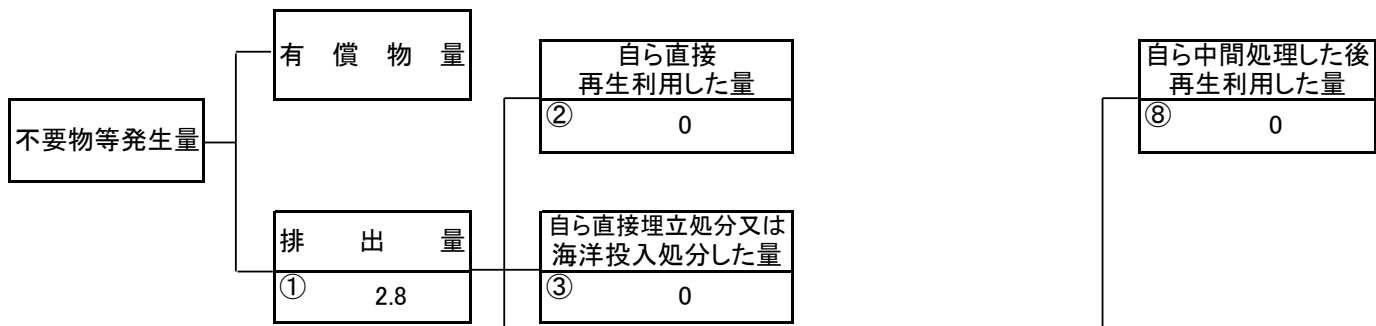 有償物量
自ら直接
再生利用した量
② 0
自ら中間処理した後
再生利用した量
⑧ 0
不要物等発生量
排出量
① 2.8
自ら直接埋立処分又は
海洋投入処分した量
③ 0